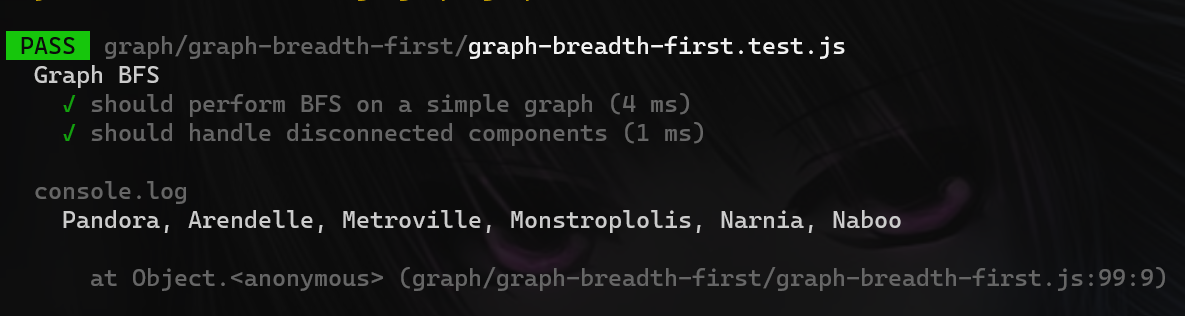 PASS graph/graph-breadth-first/graph-breadth-first.test.js
Graph BFS
√ should perform BFS on a simple graph (4 ms)
√ should handle disconnected components (1 ms)
console.log
Pandora, Arendelle, Metroville, Monstroplolis, Narnia, Naboo
at Object.<anonymous> (graph/graph-breadth-first/graph-breadth-first.js:99:9)